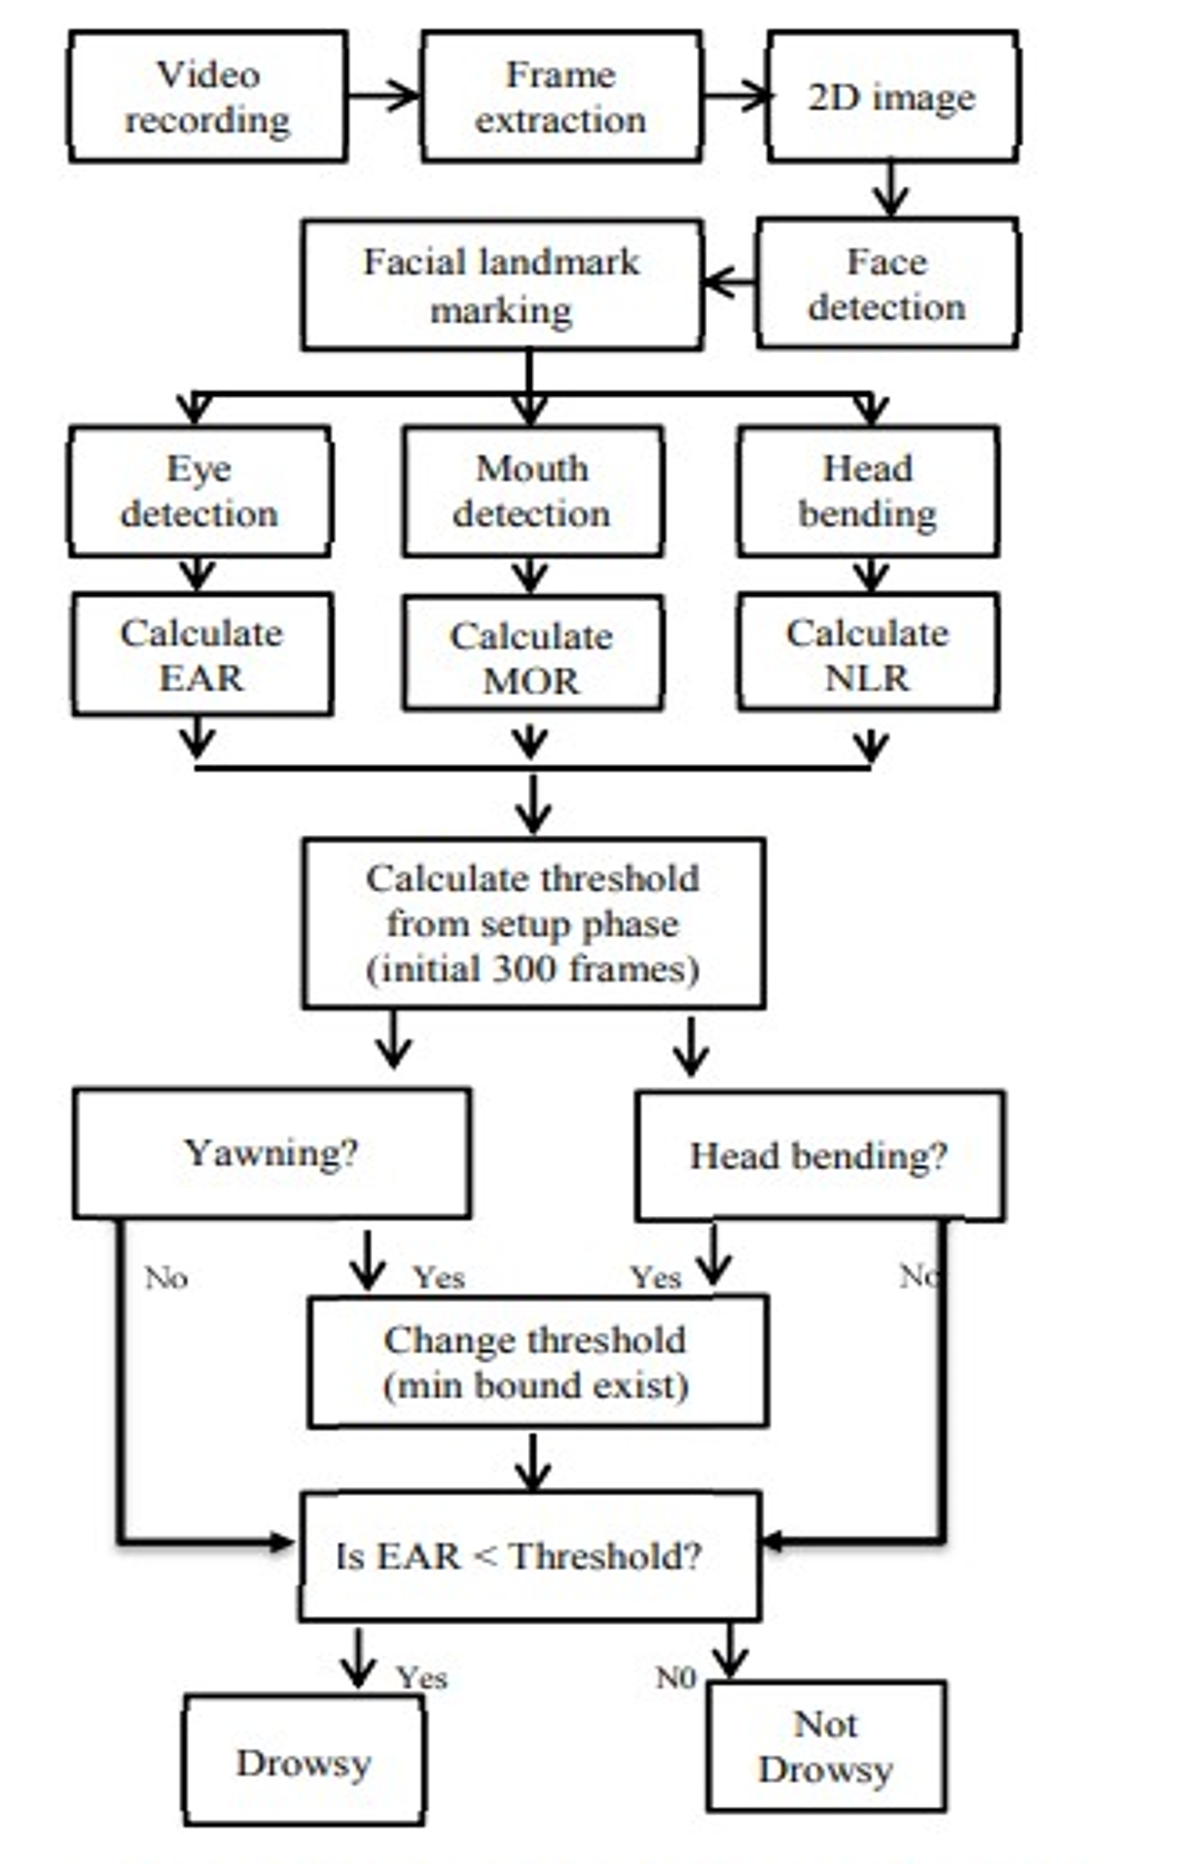 Video
recording
Frame
extraction
2D image
Facial landmark
marking
Face
detection
Eye
detection
Mouth
detection
Head
bending
Calculate
EAR
Calculate
MOR
Calculate
NLR
Calculate threshold
from setup phase
(initial 300 frames)
Yawning?
Head bending?
No
Yes
Yes
No
Change threshold
(min bound exist)
Is EAR < Threshold?
Yes
N0
Drowsy
Not
Drowsy